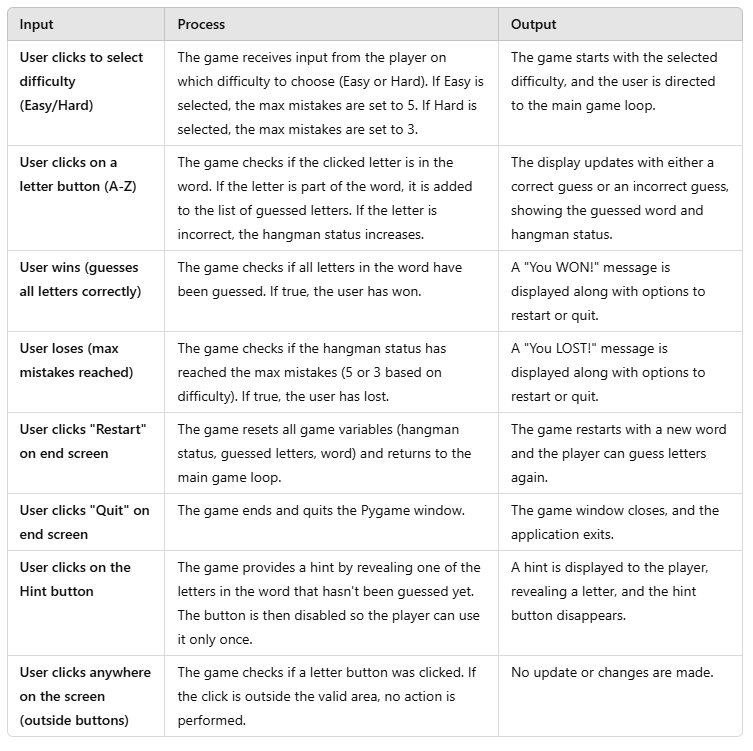 Input
Process
Output
User clicks to select
difficulty
(Easy/Hard)
The game receives input from the player on
which difficulty to choose (Easy or Hard). If Easy is
selected, the max mistakes are set to 5. If Hard is
selected, the max mistakes are set to 3.
The game starts with the selected
difficulty, and the user is directed
to the main game loop.
User clicks on a
letter button (A-Z)
The game checks if the clicked letter is in the
word. If the letter is part of the word, it is added
to the list of guessed letters. If the letter is
incorrect, the hangman status increases.
The display updates with either a
correct guess or an incorrect guess,
showing the guessed word and
hangman status.
User wins (guesses
all letters correctly)
The game checks if all letters in the word have
been guessed. If true, the user has won.
A "You WON!" message is
displayed along with options to
restart or quit.
User loses (max
mistakes reached)
The game checks if the hangman status has
reached the max mistakes (5 or 3 based on
difficulty). If true, the user has lost.
A "You LOST!" message is
displayed along with options to
restart or quit.
User clicks "Restart"
on end screen
The game resets all game variables (hangman
status, guessed letters, word) and returns to the
main game loop.
The game restarts with a new word
and the player can guess letters
again.
User clicks "Quit" on
end screen
The game ends and quits the Pygame window.
The game window closes, and the
application exits.
User clicks on the
Hint button
The game provides a hint by revealing one of the
letters in the word that hasn't been guessed yet.
The button is then disabled so the player can use
it only once.
A hint is displayed to the player,
revealing a letter, and the hint
button disappears.
User clicks anywhere
on the screen
(outside buttons)
The game checks if a letter button was clicked. If
the click is outside the valid area, no action is
performed.
No update or changes are made.